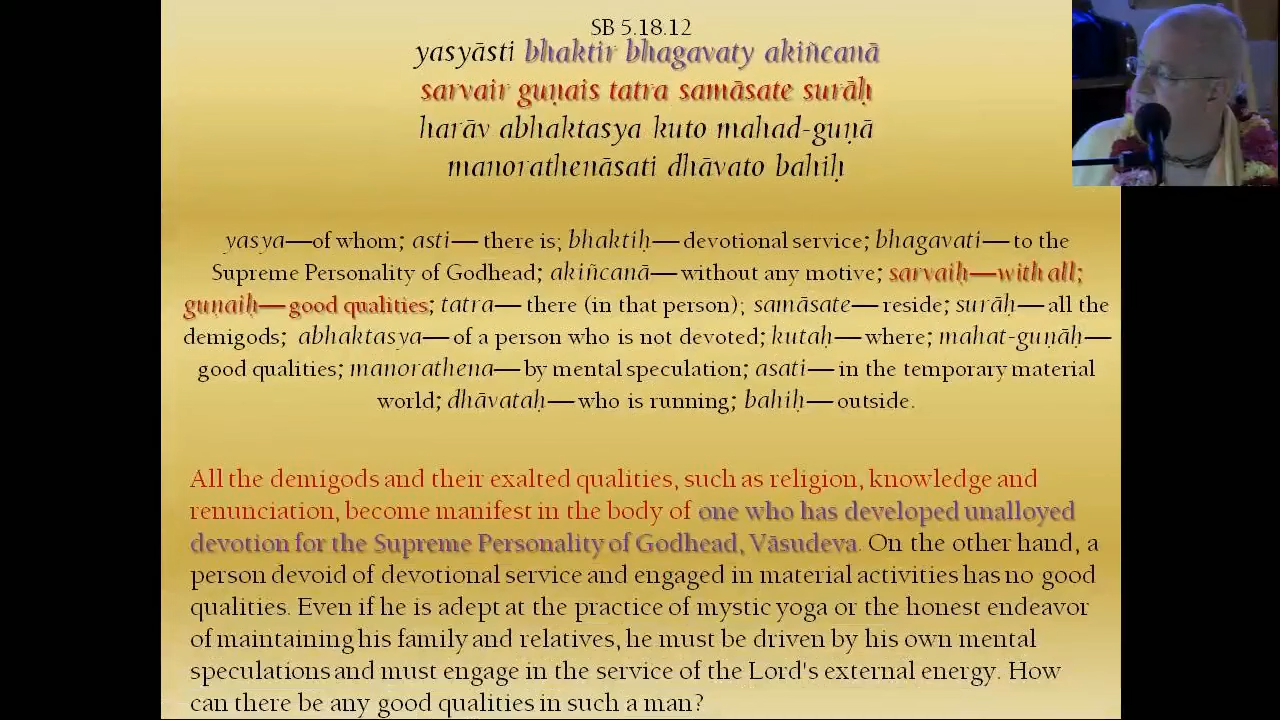 SB 5.18.12
yasyāsti bhaktir bhagavaty akiñcanā
sarvair guṇais tatra samāsate surāḥ
harāv abhaktasya kuto mahad-guṇā
manorathenāsati dhāvato bahiḥ
yasya—of whom; asti— there is; bhaktiḥ— devotional service; bhagavati— to the
Supreme Personality of Godhead; akiñcanā— without any motive; sarvaiḥ—with all;
guṇaiḥ— good qualities; tatra— there (in that person); samāsate— reside; surāḥ— all the
demigods; abhaktasya— of a person who is not devoted; kutaḥ— where; mahat-guṇāḥ—
good qualities; manorathena— by mental speculation; asati— in the temporary material
world; dhāvataḥ— who is running; bahiḥ— outside.
All the demigods and their exalted qualities, such as religion, knowledge and
renunciation, become manifest in the body of one who has developed unalloyed
devotion for the Supreme Personality of Godhead, Vāsudeva. On the other hand, a
person devoid of devotional service and engaged in material activities has no good
qualities. Even if he is adept at the practice of mystic yoga or the honest endeavor
of maintaining his family and relatives, he must be driven by his own mental
speculations and must engage in the service of the Lord's external energy. How
can there be any good qualities in such a man?